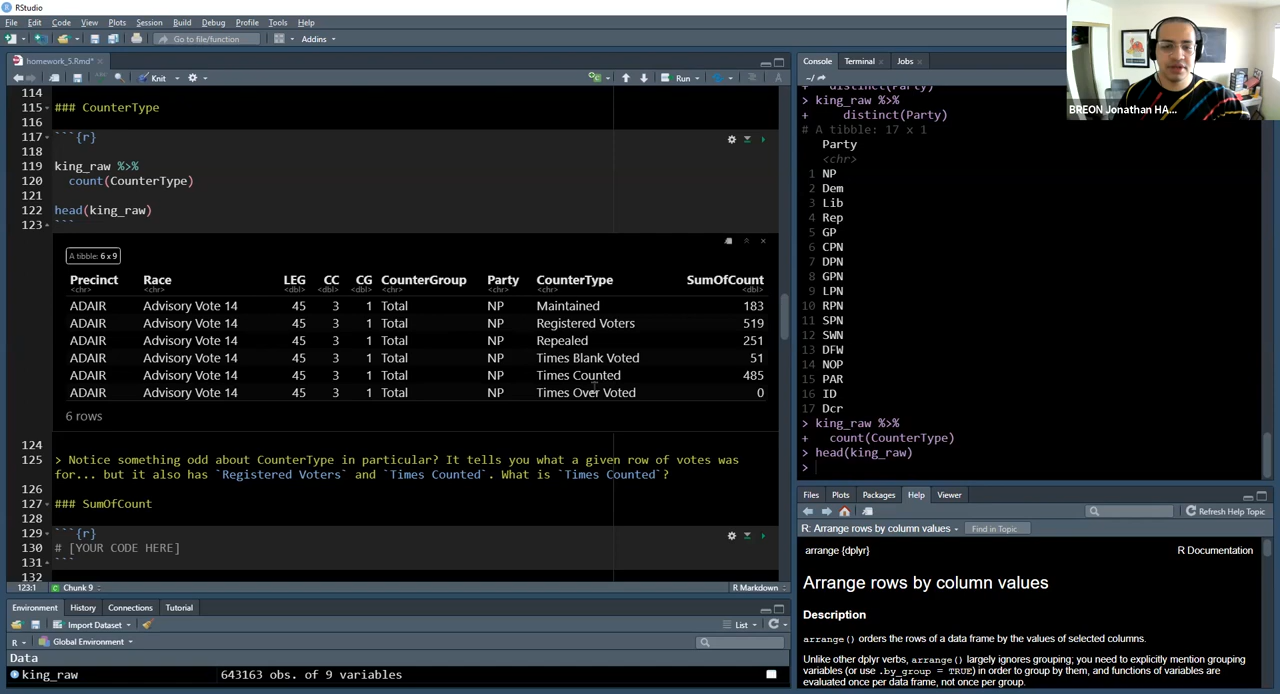 RStudio
File Edit Code View Plots Session Build Debug Profile Tools Help
Go to file/function
Addins
homework_5.Rmd*
Knit
Run
114
115 ### CounterType
116
117 ```{r}
118
119 king_raw %>%
120 count(CounterType)
121
122 head(king_raw)
123 ```
A tibble: 6 x 9
Precinct Race LEG CC CG CounterGroup Party CounterType SumOfCount
<chr> <chr> <dbl> <dbl> <dbl> <chr> <chr> <chr> <dbl>
ADAIR Advisory Vote 14 45 3 1 Total NP Maintained 183
ADAIR Advisory Vote 14 45 3 1 Total NP Registered Voters 519
ADAIR Advisory Vote 14 45 3 1 Total NP Repealed 251
ADAIR Advisory Vote 14 45 3 1 Total NP Times Blank Voted 51
ADAIR Advisory Vote 14 45 3 1 Total NP Times Counted 485
ADAIR Advisory Vote 14 45 3 1 Total NP Times Over Voted 0
6 rows
124
125 > Notice something odd about CounterType in particular? It tells you what a given row of votes was
for... but it also has `Registered Voters` and `Times Counted`. What is `Times Counted`?
126
127 ### SumOfCount
128
129 ```{r}
130 # [YOUR CODE HERE]
131 ```
132
123:1 Chunk 9 R Markdown
Environment History Connections Tutorial
Import Dataset List
R Global Environment
Data
king_raw 643163 obs. of 9 variables
Console Terminal Jobs
~/
+ distinct(Party)
> king_raw %>%
+ distinct(Party)
# A tibble: 17 x 1
Party
<chr>
1 NP
2 Dem
3 Lib
4 Rep
5 GP
6 CPN
7 DPN
8 GPN
9 LPN
10 RPN
11 SPN
12 SWN
13 DFW
14 NOP
15 PAR
16 ID
17 Dcr
> king_raw %>%
+ count(CounterType)
> head(king_raw)
>
Files Plots Packages Help Viewer
Refresh Help Topic
R: Arrange rows by column values Find in Topic
arrange {dplyr} R Documentation
Arrange rows by column values
Description
arrange() orders the rows of a data frame by the values of selected columns.
Unlike other dplyr verbs, arrange() largely ignores grouping; you need to explicitly mention grouping
variables (or use .by_group = TRUE) in order to group by them, and functions of variables are
evaluated once per data frame, not once per group.
BREON Jonathan HA...